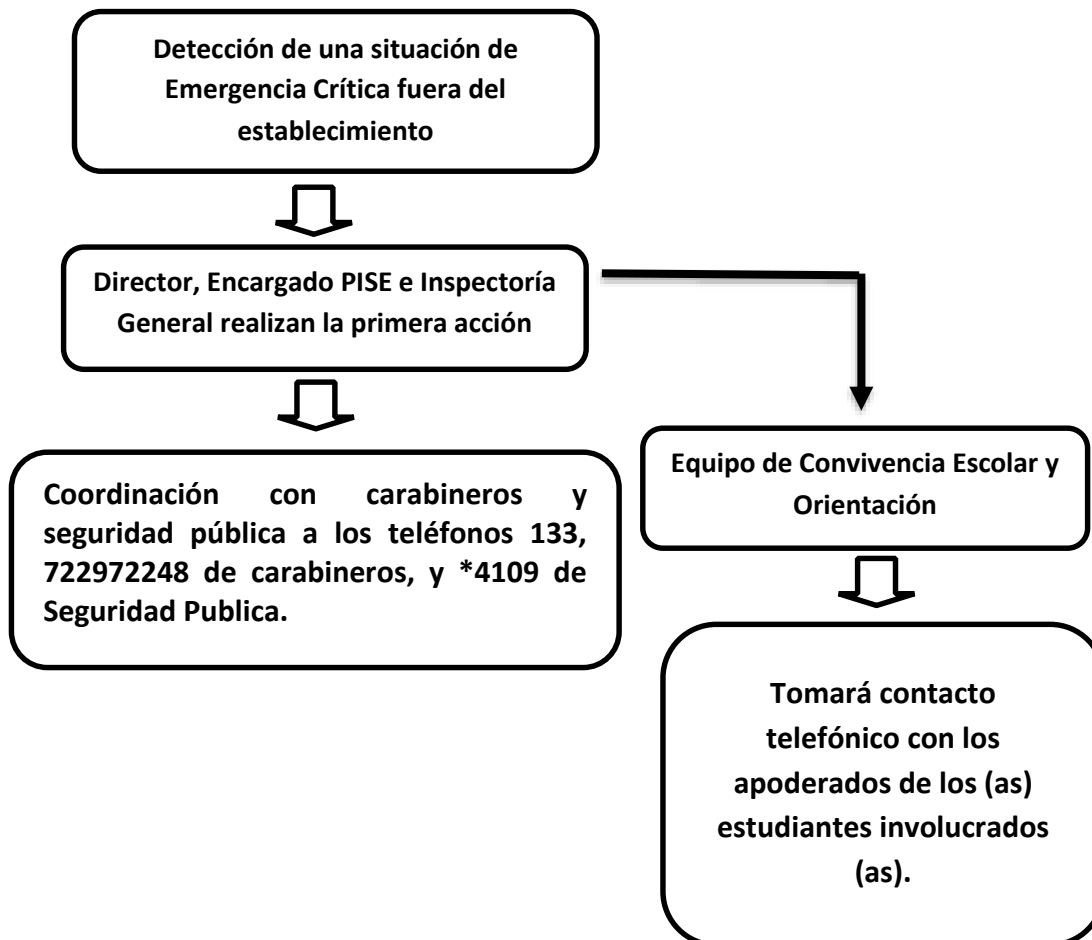 Detección de una situación de
Emergencia Crítica fuera del
establecimiento
Director, Encargado PISE e Inspectoría
General realizan la primera acción
Coordinación con carabineros y
seguridad pública a los teléfonos 133,
722972248 de carabineros, y *4109 de
Seguridad Publica.
Equipo de Convivencia Escolar y
Orientación
Tomará contacto
telefónico con los
apoderados de los (as)
estudiantes involucrados
(as).